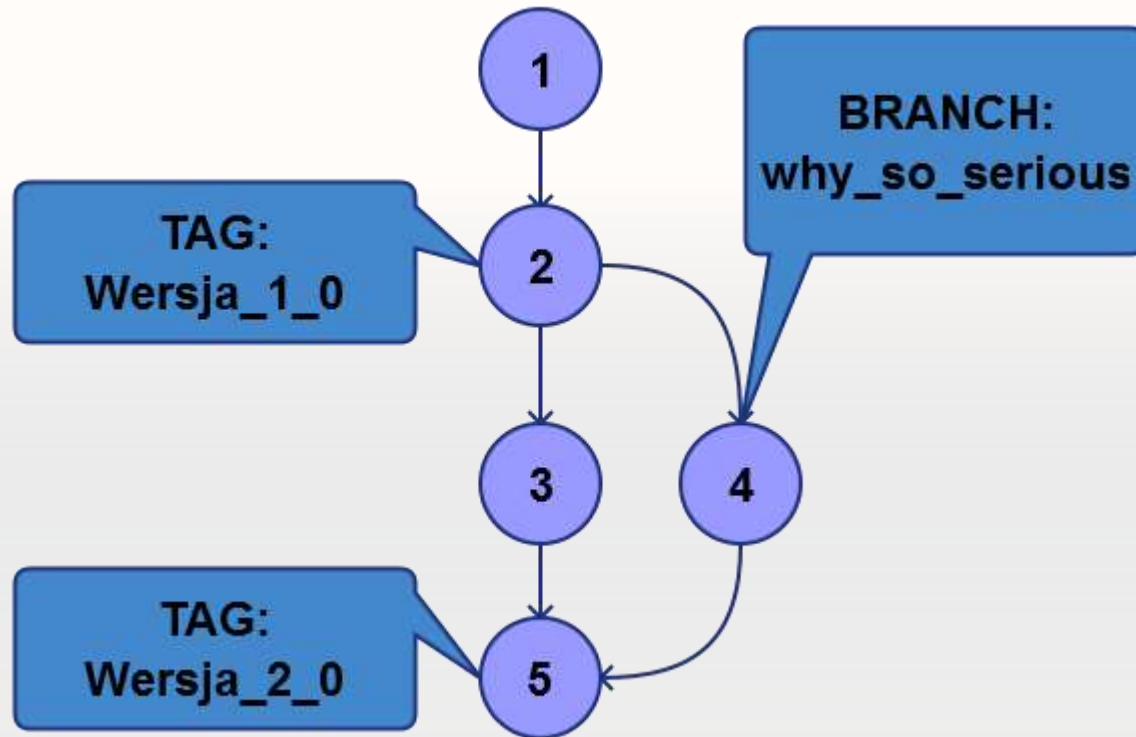 1
BRANCH:
why_so_serious
TAG:
Wersja_1_0
2
3
4
TAG:
Wersja_2_0
5